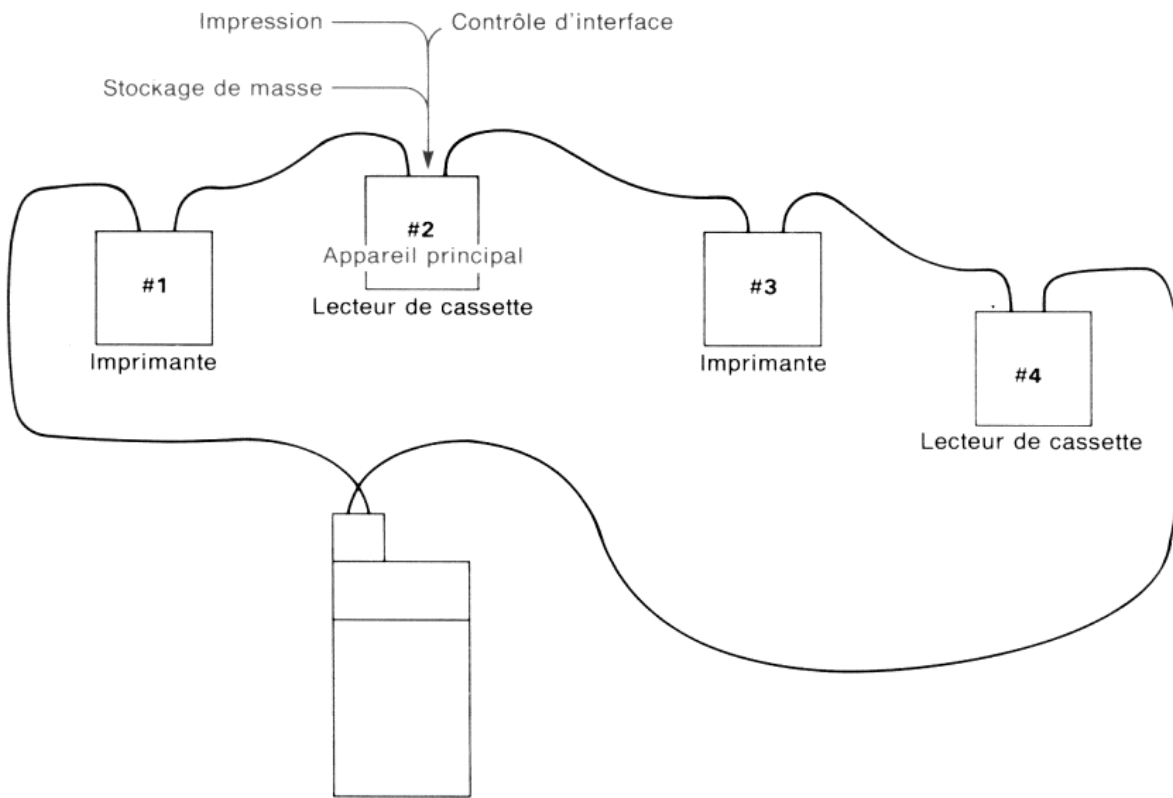 Impression
Contrôle d'interface
Stockage de masse
#1
Imprimante
#2
Appareil principal
Lecteur de cassette
#3
Imprimante
#4
Lecteur de cassette